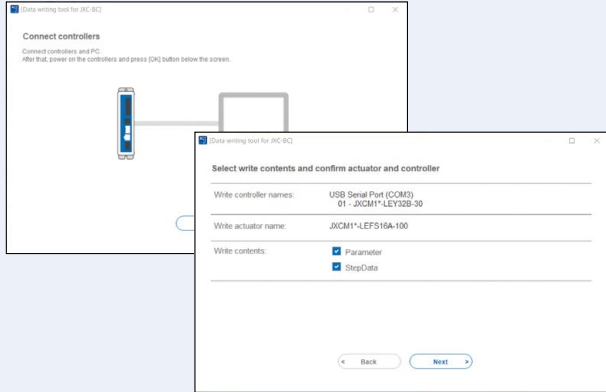 [Data writing tool for JXC-BC]
Connect controllers
Connect controllers and PC.
After that, power on the controllers and press [OK] button below the screen.
[Data writing tool for JXC-BC]
Select write contents and confirm actuator and controller
Write controller names: USB Serial Port (COM3)
01 - JXCM1*-LEY32B-30
Write actuator name: JXCM1*-LEFS16A-100
Write contents: Parameter
StepData
< Back Next >